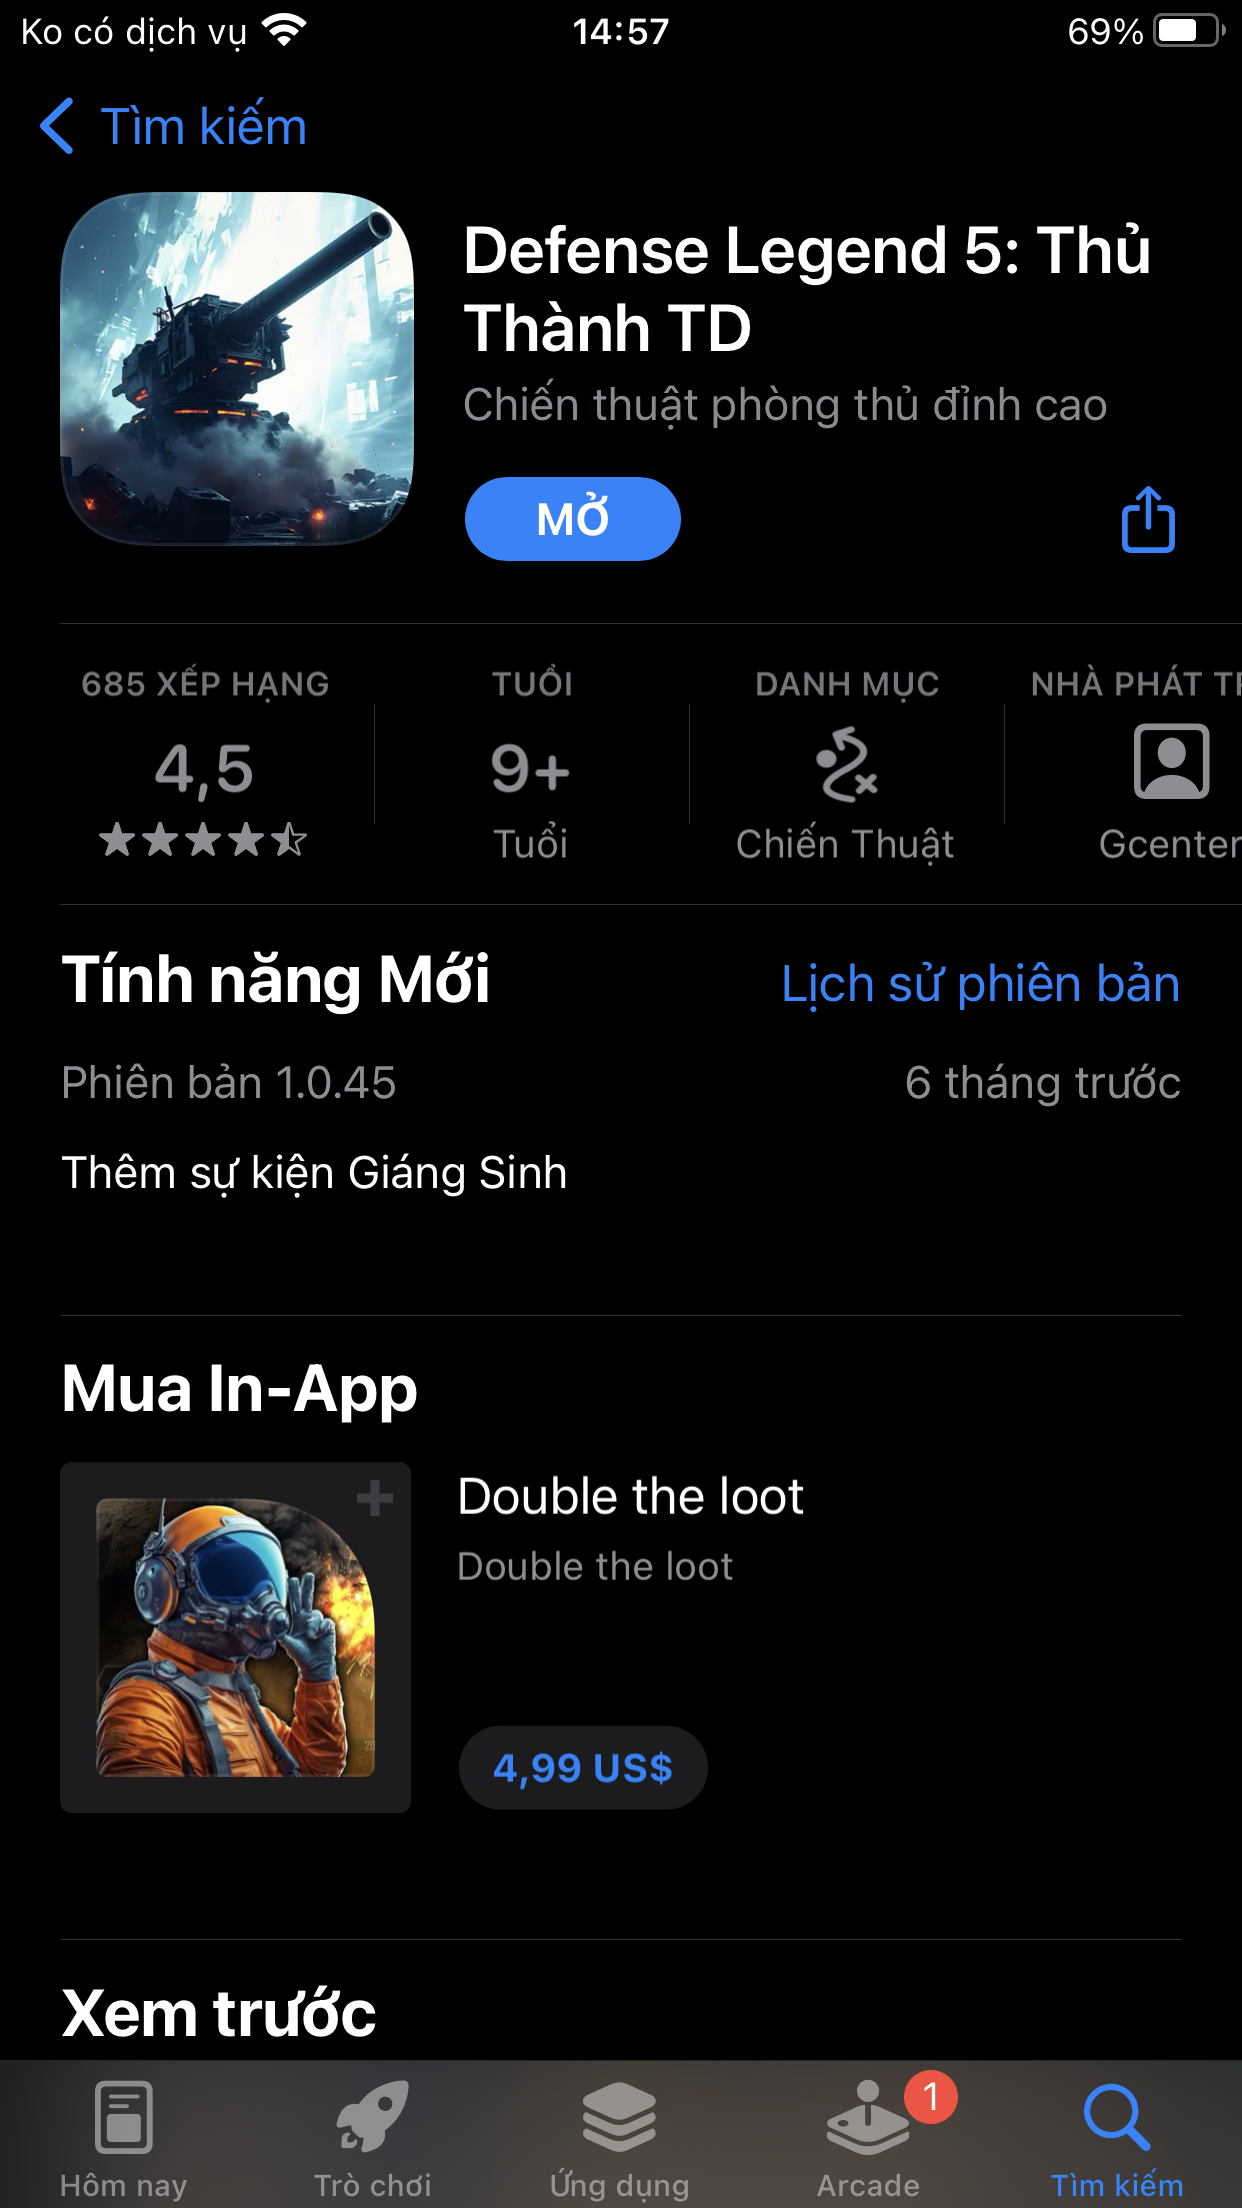 Ko có dịch vụ 14:57 69%
Tìm kiếm
Defense Legend 5: Thủ
Thành TD
Chiến thuật phòng thủ đỉnh cao
MỞ
685 XẾP HẠNG TUỔI DANH MỤC NHÀ PHÁT TR
4,5 9+
Tuổi Chiến Thuật Gcenter
Tính năng Mới Lịch sử phiên bản
Phiên bản 1.0.45 6 tháng trước
Thêm sự kiện Giáng Sinh
Mua In-App
Double the loot
Double the loot
4,99 US$
Xem trước
1
Hôm nay Trò chơi Ứng dụng Arcade Tìm kiếm